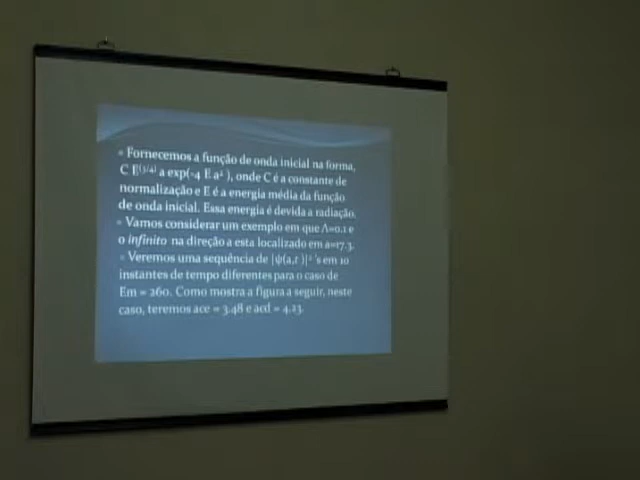 • Fornecemos a função de onda inicial na forma,
C E^(3/4) a exp(-4 E a² ), onde C é a constante de
normalização e E é a energia média da função
de onda inicial. Essa energia é devida a radiação.
• Vamos considerar um exemplo em que Λ=0.1 e
o infinito na direção a esta localizado em a=17.3.
• Veremos uma sequência de |ψ(a,t )|² 's em 10
instantes de tempo diferentes para o caso de
Em = 260. Como mostra a figura a seguir, neste
caso, teremos ace = 3.48 e acd = 4.23.